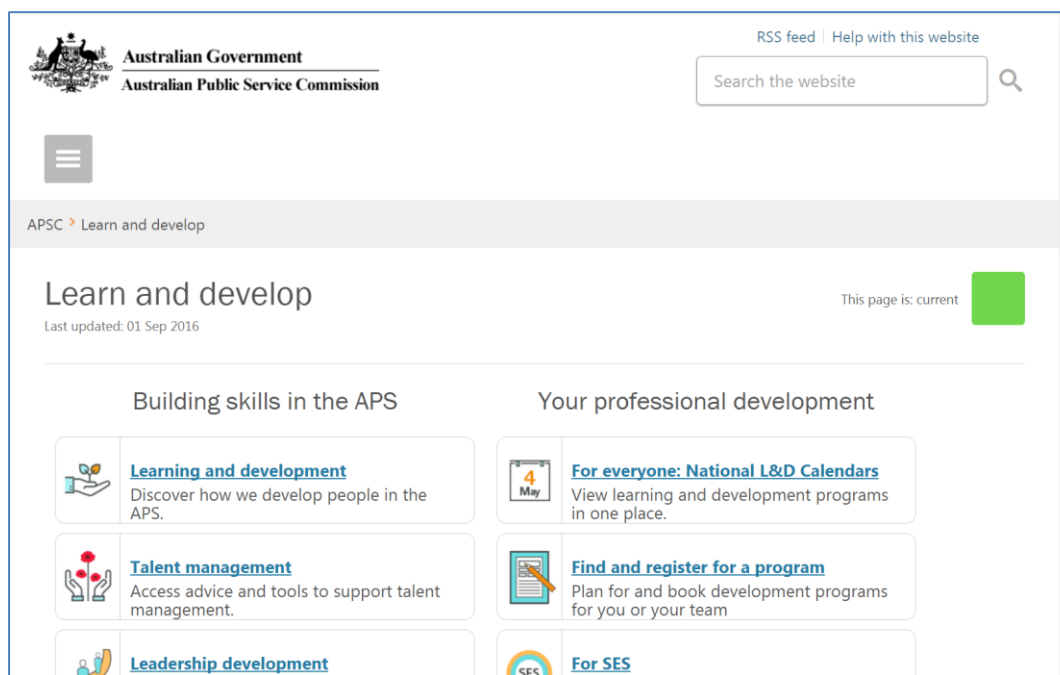 RSS feed | Help with this website
Australian Government
Australian Public Service Commission
Search the website
APSC > Learn and develop
Learn and develop
This page is: current
Last updated: 01 Sep 2016
Building skills in the APS
Learning and development
Discover how we develop people in the
APS.
Talent management
Access advice and tools to support talent
management.
Leadership development
Your professional development
4
May
For everyone: National L&D Calendars
View learning and development programs
in one place.
Find and register for a program
Plan for and book development programs
for you or your team
SES
For SES